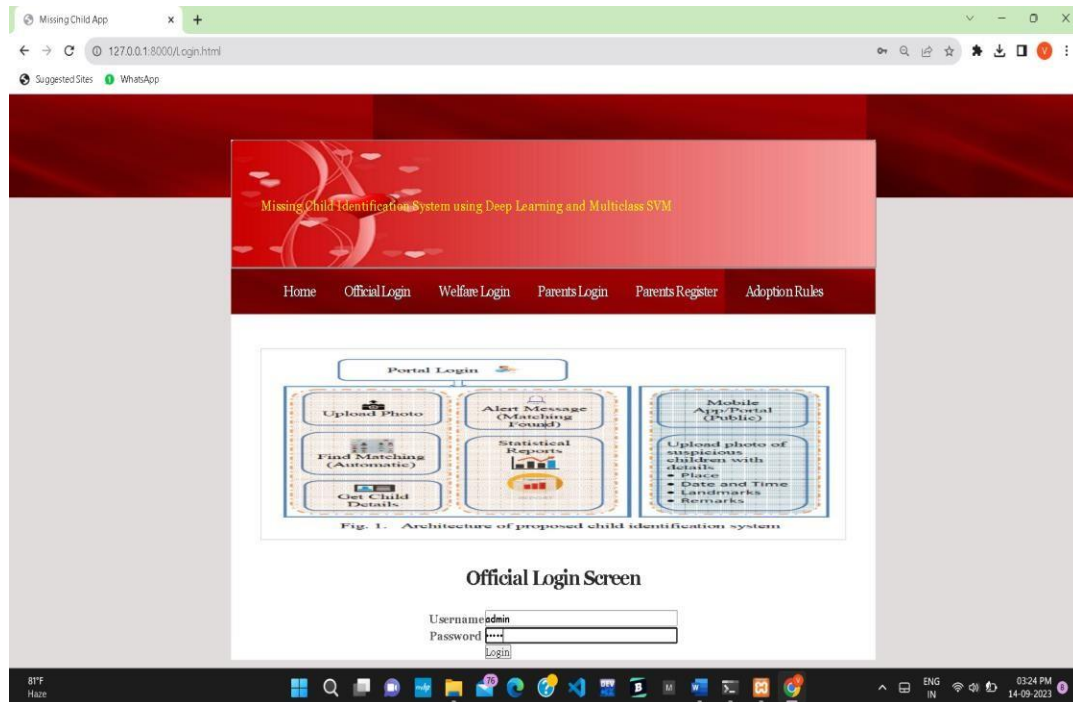 Missing Child App
127.0.0.1:8000/Login.html
Suggested Sites WhatsApp
Missing Child Identification System using Deep Learning and Multiclass SVM
Home Official Login Welfare Login Parents Login Parents Register Adoption Rules
Portal Login
Upload Photo
Find Matching
(Automatic)
Get Child
Details
Alert Message
(Matching
Found)
Statistical
Reports
Mobile
App/Portal
(Public)
Upload photo of
suspicious
children with
details
• Place
• Date and Time
• Landmarks
• Remarks
Fig. 1. Architecture of proposed child identification system
Official Login Screen
Username admin
Password •••••
Login
81°F
Haze
76
DEV
ENG
IN
03:24 PM
14-09-2023
8